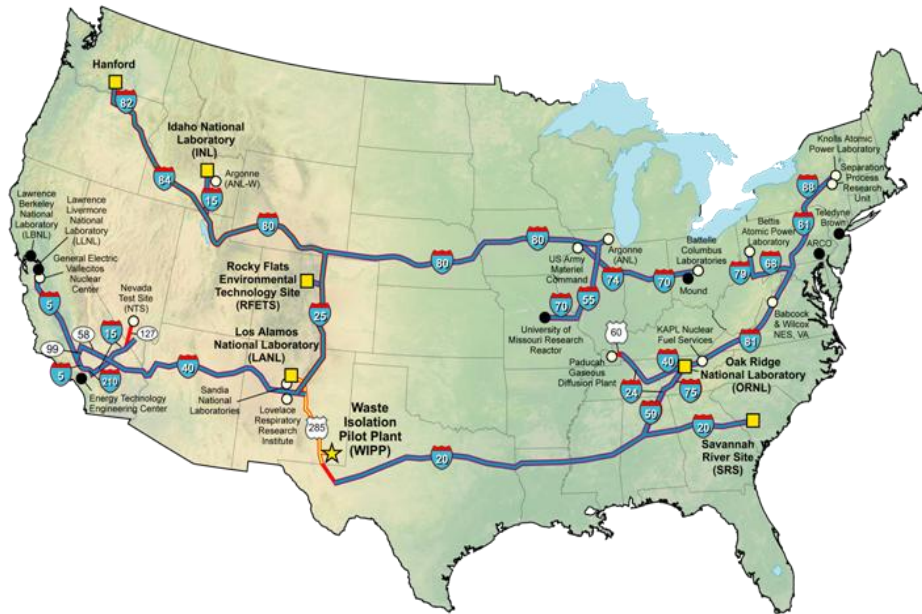 Hanford
82
Idaho National
Laboratory
(INL)
Argonne
(ANL-W)
84
15
80
Lawrence
Berkeley
National
Laboratory
(LBNL)
Lawrence
Livermore
National
Laboratory
(LLNL)
General Electric
Vallecitos
Nuclear
Center
5
Nevada
Test Site
(NTS)
58
15
127
99
5
210
40
Energy Technology
Engineering Center
Rocky Flats
Environmental
Technology Site
(RFETS)
25
Los Alamos
National Laboratory
(LANL)
Sandia
National
Laboratories
Lovelace
Respiratory
Research
Institute
285
Waste
Isolation
Pilot Plant
(WIPP)
20
80
80
US Army
Materiel
Command
Argonne
(ANL)
74
70
Battelle
Columbus
Laboratories
Mound
70
55
University of
Missouri Research
Reactor
60
Paducah
Gaseous
Diffusion Plant
24
KAPL Nuclear
Fuel Services
40
75
Oak Ridge
National Laboratory
(ORNL)
59
20
Savannah
River Site
(SRS)
81
Babcock
& Wilcox
NES, VA
Bettis
Atomic Power
Laboratory
79
68
81
88
Knolls Atomic
Power Laboratory
Separation
Process
Research
Unit
Teledyne
Brown
ARCO